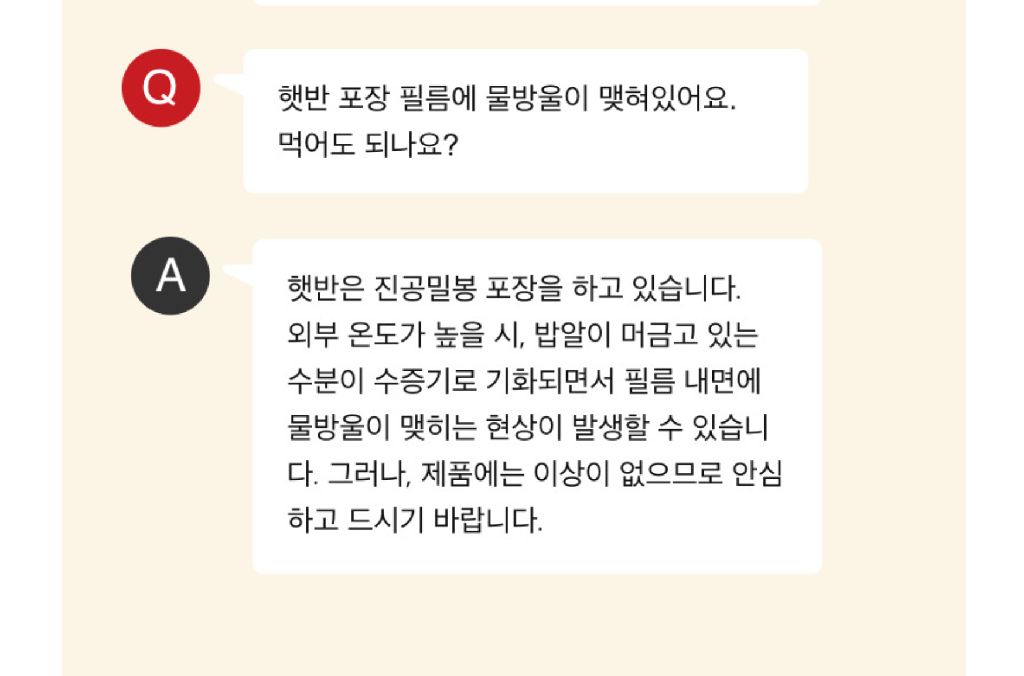 Q
햇반 포장 필름에 물방울이 맺혀있어요.
먹어도 되나요?
A
햇반은 진공밀봉 포장을 하고 있습니다.
외부 온도가 높을 시, 밥알이 머금고 있는
수분이 수증기로 기화되면서 필름 내면에
물방울이 맺히는 현상이 발생할 수 있습니
다. 그러나, 제품에는 이상이 없으므로 안심
하고 드시기 바랍니다.